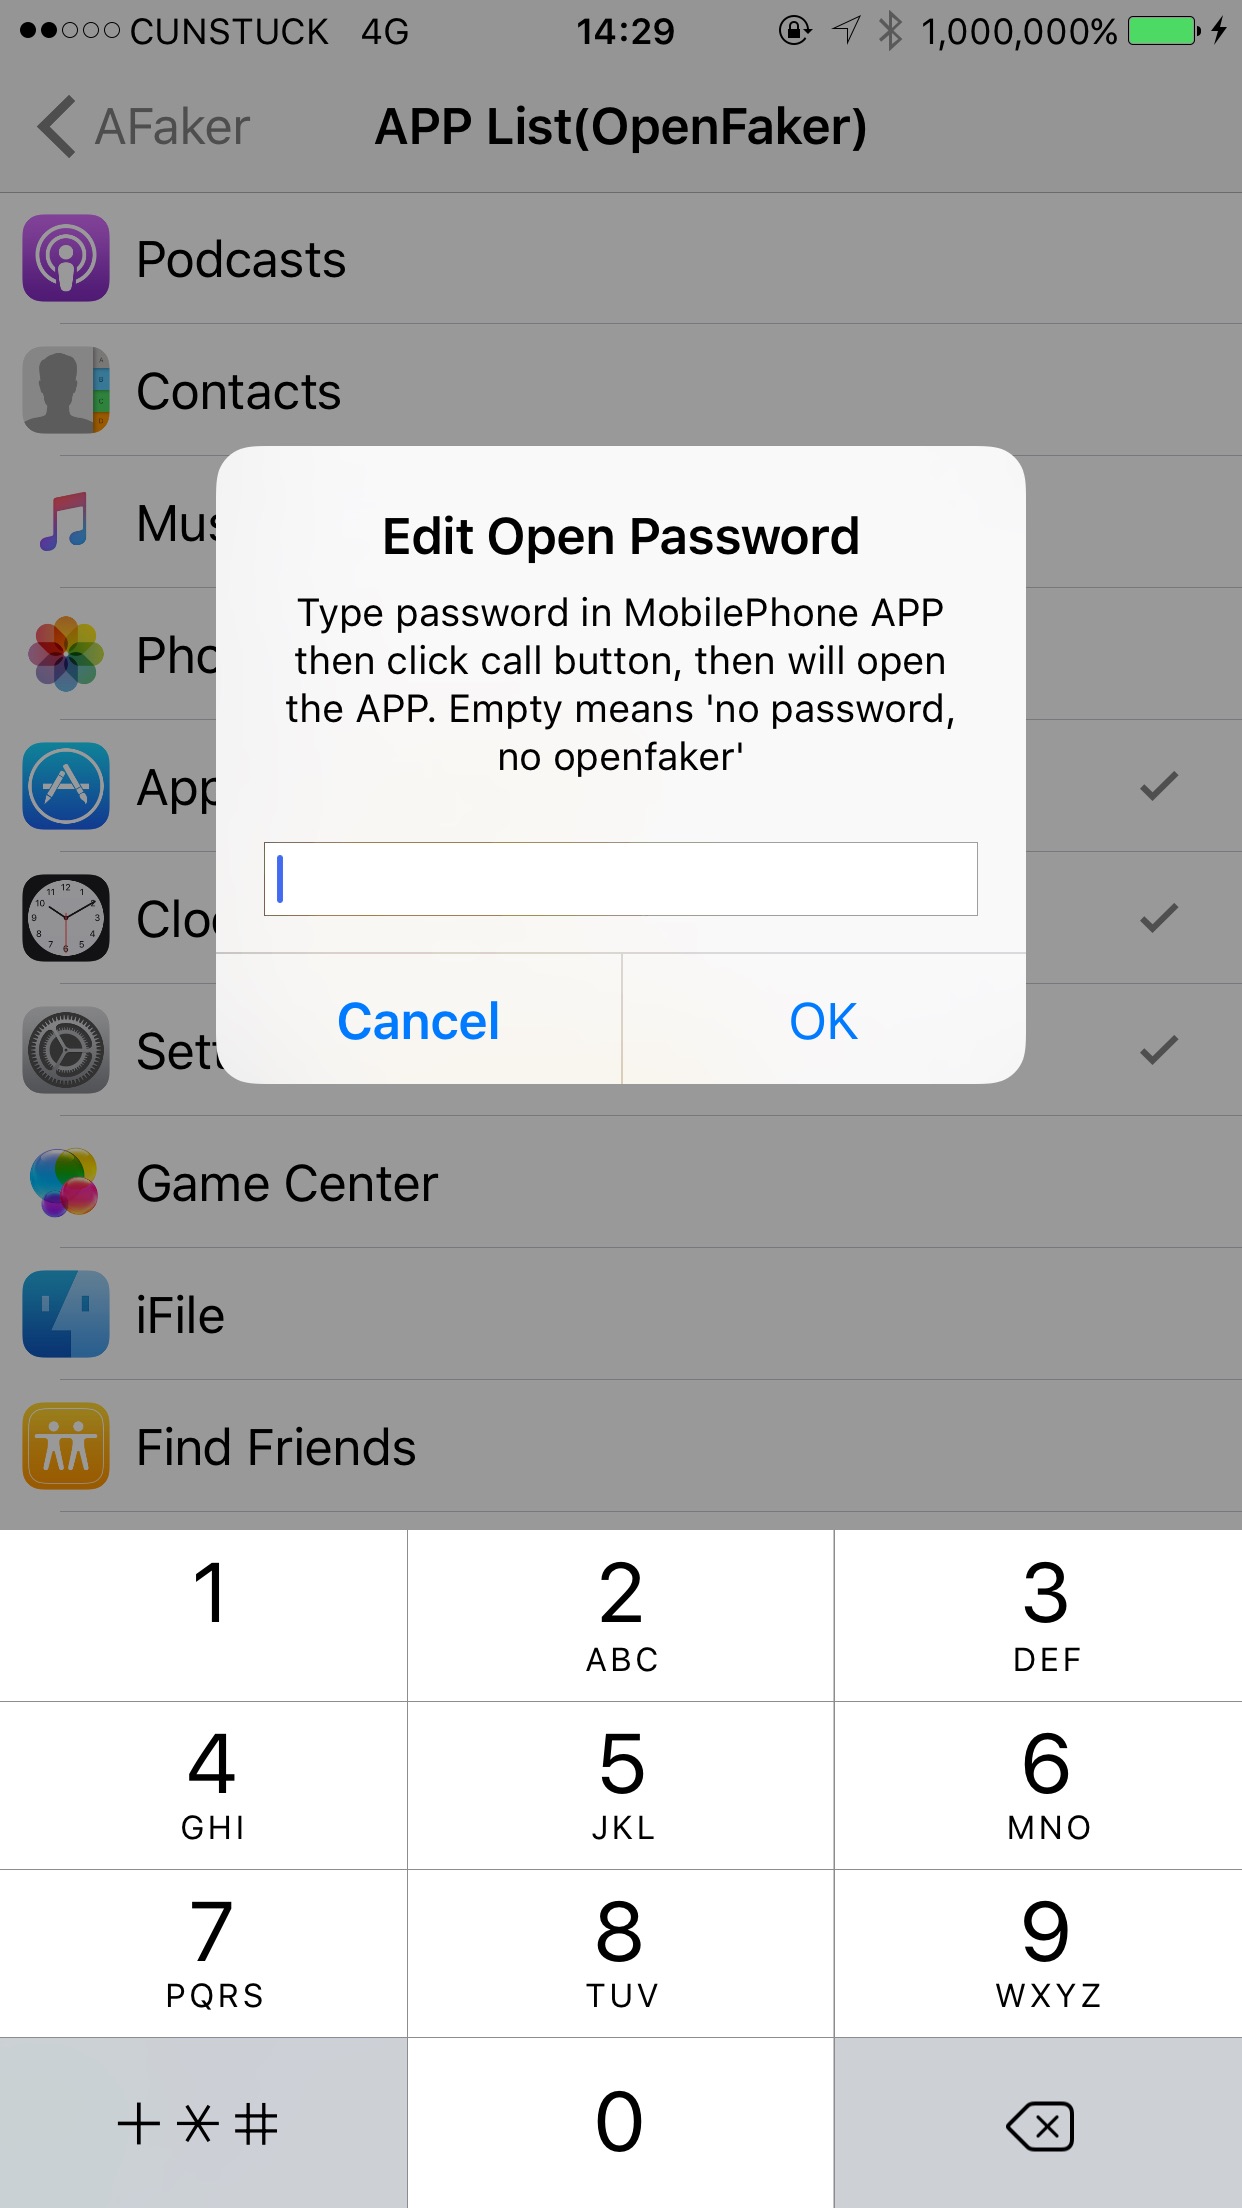 CUNSTUCK 4G 14:29 1,000,000%
AFaker APP List(OpenFaker)
Podcasts
Contacts
Mus
Pho
App
Cloc
Sett
Edit Open Password
Type password in MobilePhone APP
then click call button, then will open
the APP. Empty means 'no password,
no openfaker'
Cancel OK
Game Center
iFile
Find Friends
1 2 3
ABC DEF
4 5 6
GHI JKL MNO
7 8 9
PQRS TUV WXYZ
+*# 0